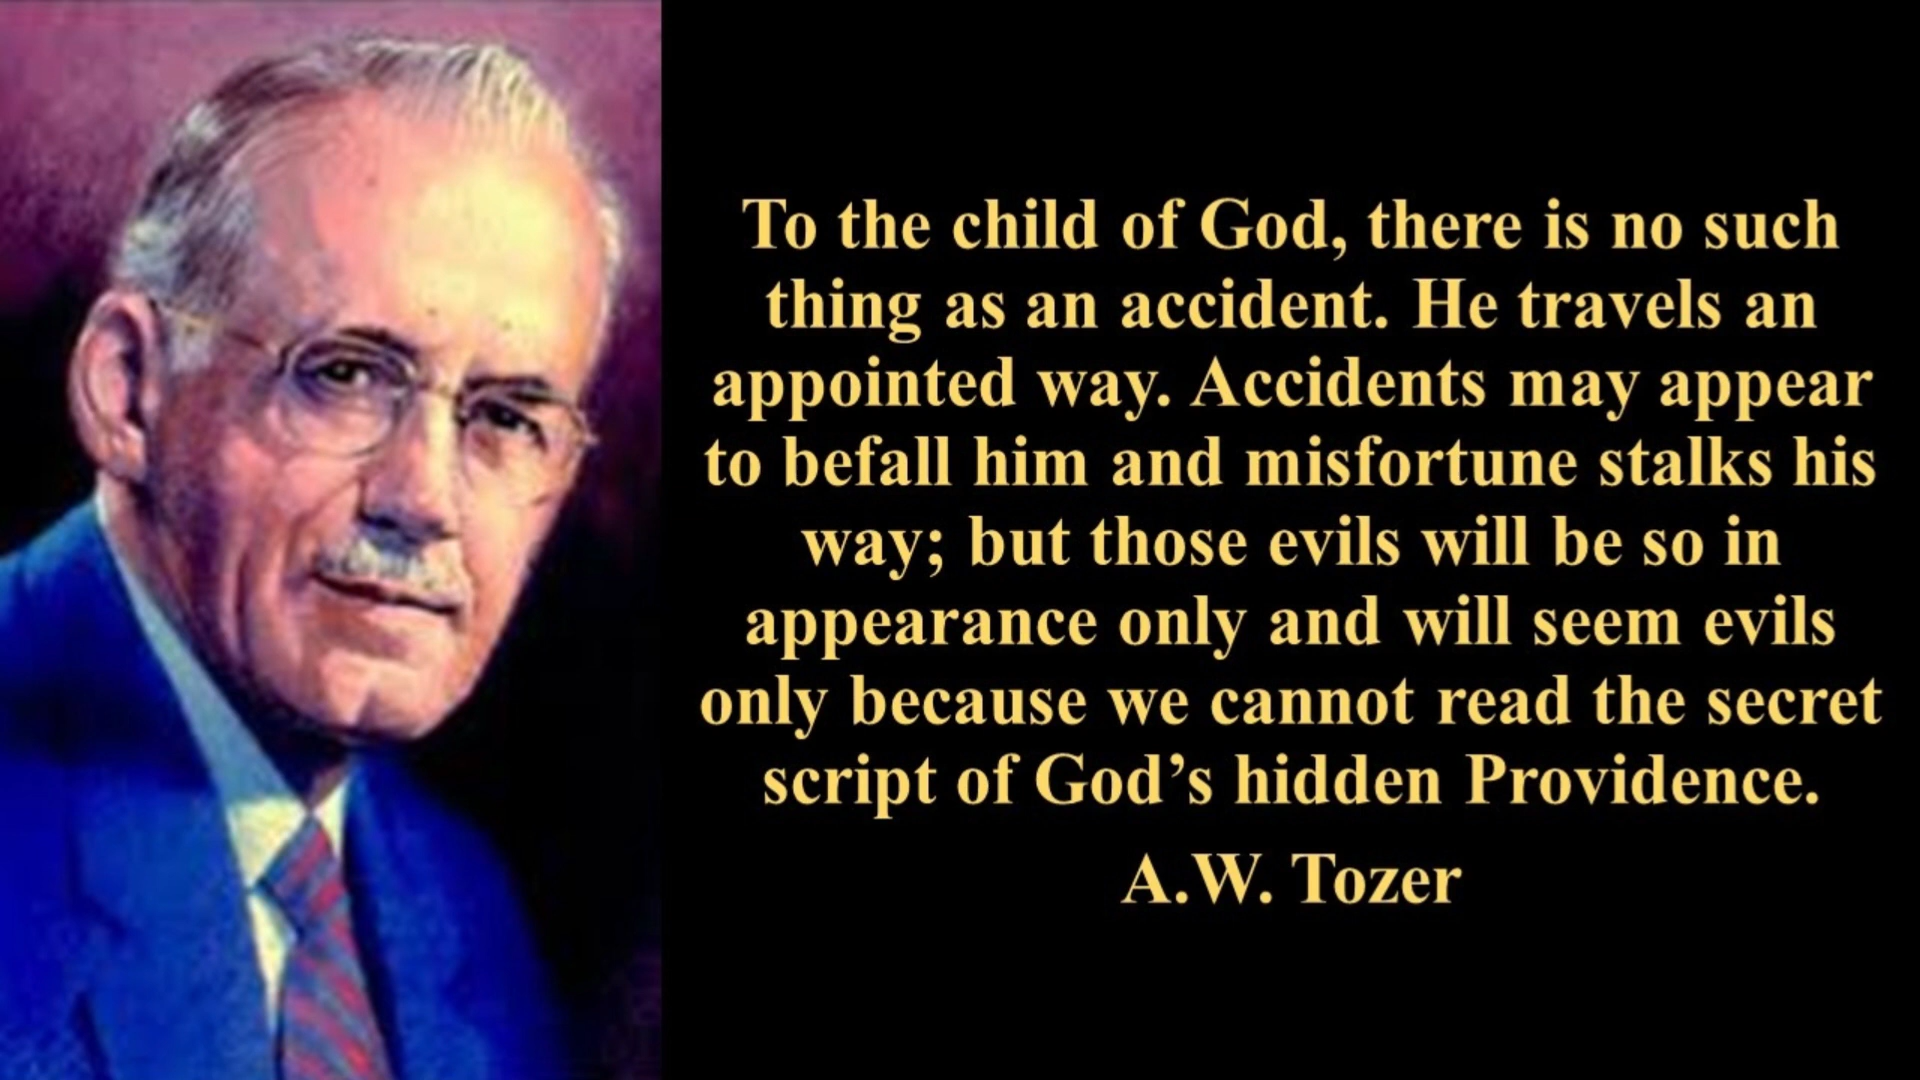 To the child of God, there is no such
thing as an accident. He travels an
appointed way. Accidents may appear
to befall him and misfortune stalks his
way; but those evils will be so in
appearance only and will seem evils
only because we cannot read the secret
script of God’s hidden Providence.
A.W. Tozer